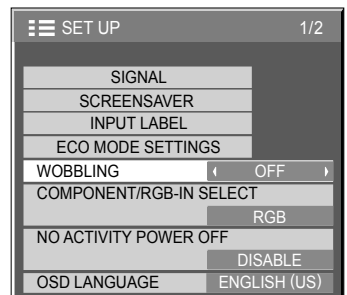 SET UP 1/2
SIGNAL
SCREENSAVER
INPUT LABEL
ECO MODE SETTINGS
WOBBLING OFF
COMPONENT/RGB-IN SELECT
RGB
NO ACTIVITY POWER OFF
DISABLE
OSD LANGUAGE ENGLISH (US)